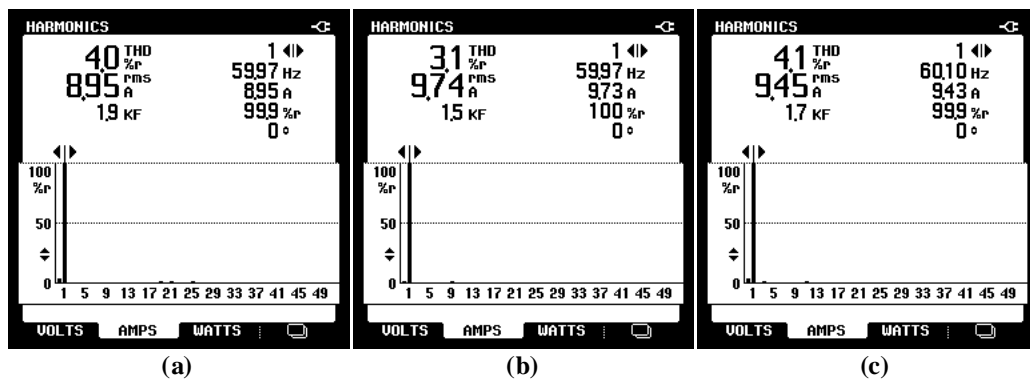 HARMONICS
4.0 THD %r
8.95 rms A
1.9 KF
1
59.97 Hz
8.95 A
99.9 %r
0 °
100
%r
50
0
1 5 9 13 17 21 25 29 33 37 41 45 49
VOLTS AMPS WATTS
(a)
HARMONICS
3.1 THD %r
9.74 rms A
1.5 KF
1
59.97 Hz
9.73 A
100 %r
0 °
100
%r
50
0
1 5 9 13 17 21 25 29 33 37 41 45 49
VOLTS AMPS WATTS
(b)
HARMONICS
4.1 THD %r
9.45 rms A
1.7 KF
1
60.10 Hz
9.43 A
99.9 %r
0 °
100
%r
50
0
1 5 9 13 17 21 25 29 33 37 41 45 49
VOLTS AMPS WATTS
(c)